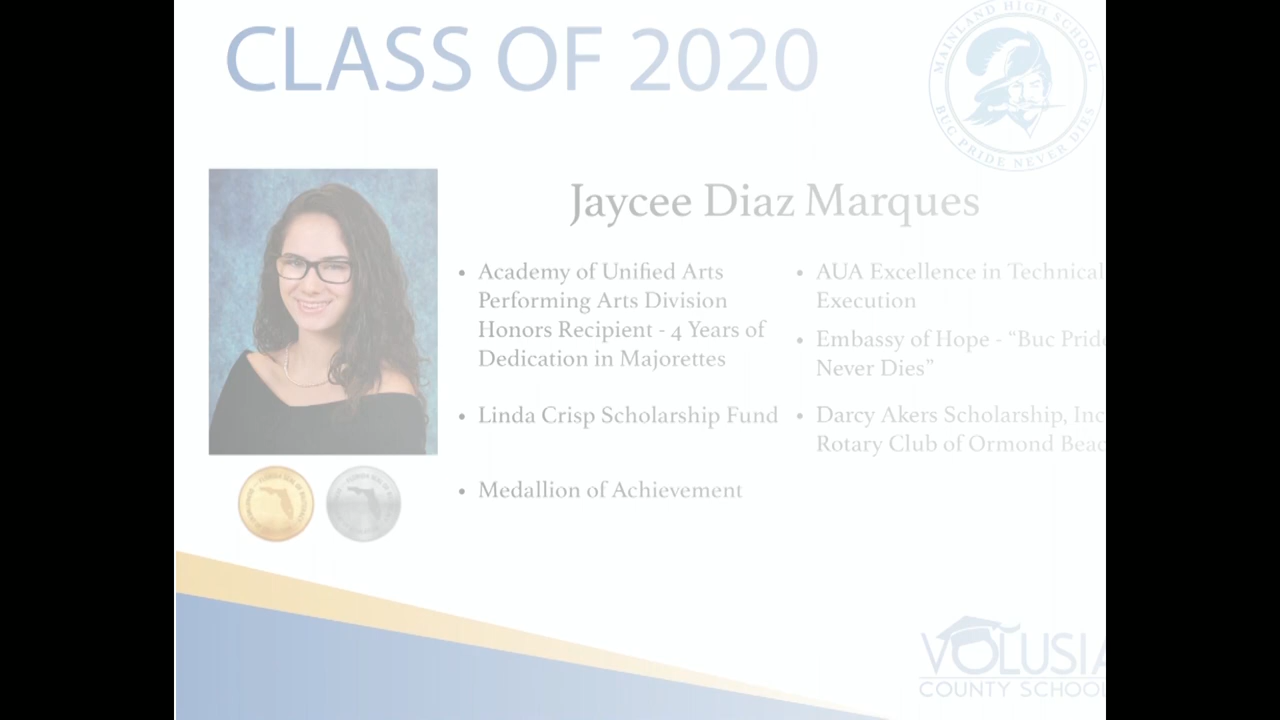 CLASS OF 2020
MAINLAND HIGH SCHOOL
BUC PRIDE NEVER DIES
Jaycee Diaz Marques
• Academy of Unified Arts
Performing Arts Division
Honors Recipient - 4 Years of
Dedication in Majorettes
• Linda Crisp Scholarship Fund
• Medallion of Achievement
• AUA Excellence in Technical
Execution
• Embassy of Hope - “Buc Pride
Never Dies”
• Darcy Akers Scholarship, Inc
Rotary Club of Ormond Beac
VOLUSIA
COUNTY SCHOOL